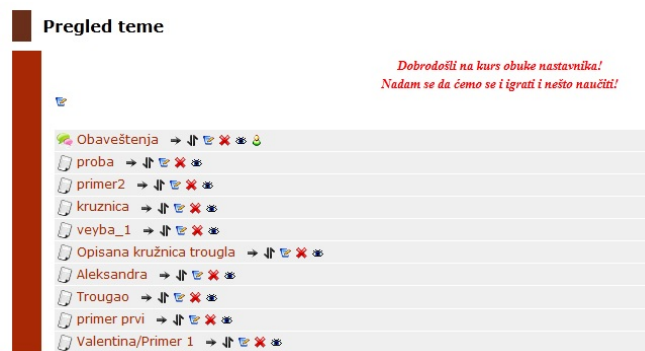 Pregled teme
Dobrodošli na kurs obuke nastavnika!
Nadam se da ćemo se i igrati i nešto naučiti!
Obaveštenja
proba
primer2
kruznica
veyba_1
Opisana kružnica trougla
Aleksandra
Trougao
primer prvi
Valentina/Primer 1